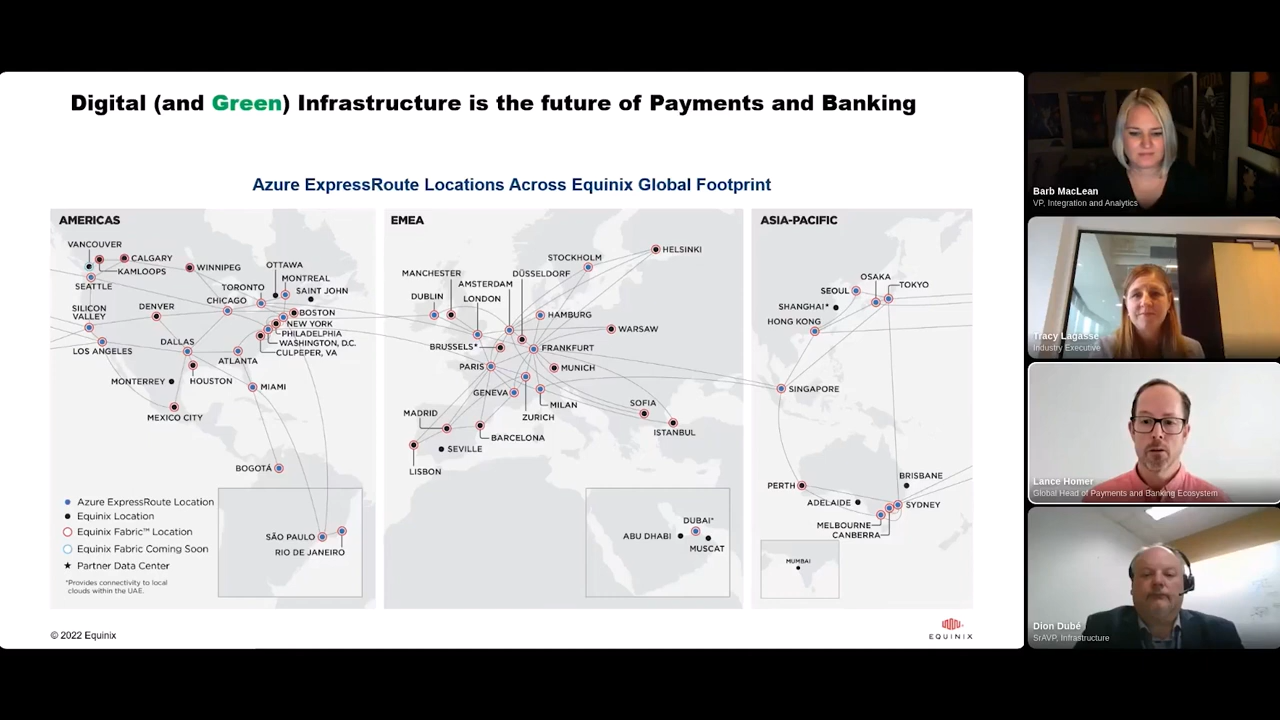 Digital (and Green) Infrastructure is the future of Payments and Banking
Azure ExpressRoute Locations Across Equinix Global Footprint
AMERICAS
VANCOUVER
CALGARY
KAMLOOPS
WINNIPEG
SEATTLE
OTTAWA
MONTREAL
TORONTO
SAINT JOHN
CHICAGO
SILICON
VALLEY
DENVER
BOSTON
NEW YORK
PHILADELPHIA
WASHINGTON, D.C.
CULPEPER, VA
LOS ANGELES
DALLAS
ATLANTA
MONTERREY
HOUSTON
MIAMI
MEXICO CITY
BOGOTÁ
SÃO PAULO
RIO DE JANEIRO
Azure ExpressRoute Location
Equinix Location
Equinix Fabric™ Location
Equinix Fabric Coming Soon
Partner Data Center
*Provides connectivity to local
clouds within the UAE.
EMEA
HELSINKI
STOCKHOLM
MANCHESTER
DÜSSELDORF
AMSTERDAM
DUBLIN
LONDON
HAMBURG
WARSAW
BRUSSELS*
FRANKFURT
PARIS
MUNICH
GENEVA
MILAN
ZURICH
SOFIA
ISTANBUL
MADRID
BARCELONA
SEVILLE
LISBON
DUBAI*
ABU DHABI
MUSCAT
ASIA-PACIFIC
OSAKA
TOKYO
SEOUL
SHANGHAI*
HONG KONG
SINGAPORE
PERTH
BRISBANE
ADELAIDE
SYDNEY
MELBOURNE
CANBERRA
MUMBAI
© 2022 Equinix
EQUINIX
Barb MacLean
VP, Integration and Analytics
Tracy Lagasse
Industry Executive
Lance Homer
Global Head of Payments and Banking Ecosystem
Dion Dubé
SrAVP, Infrastructure